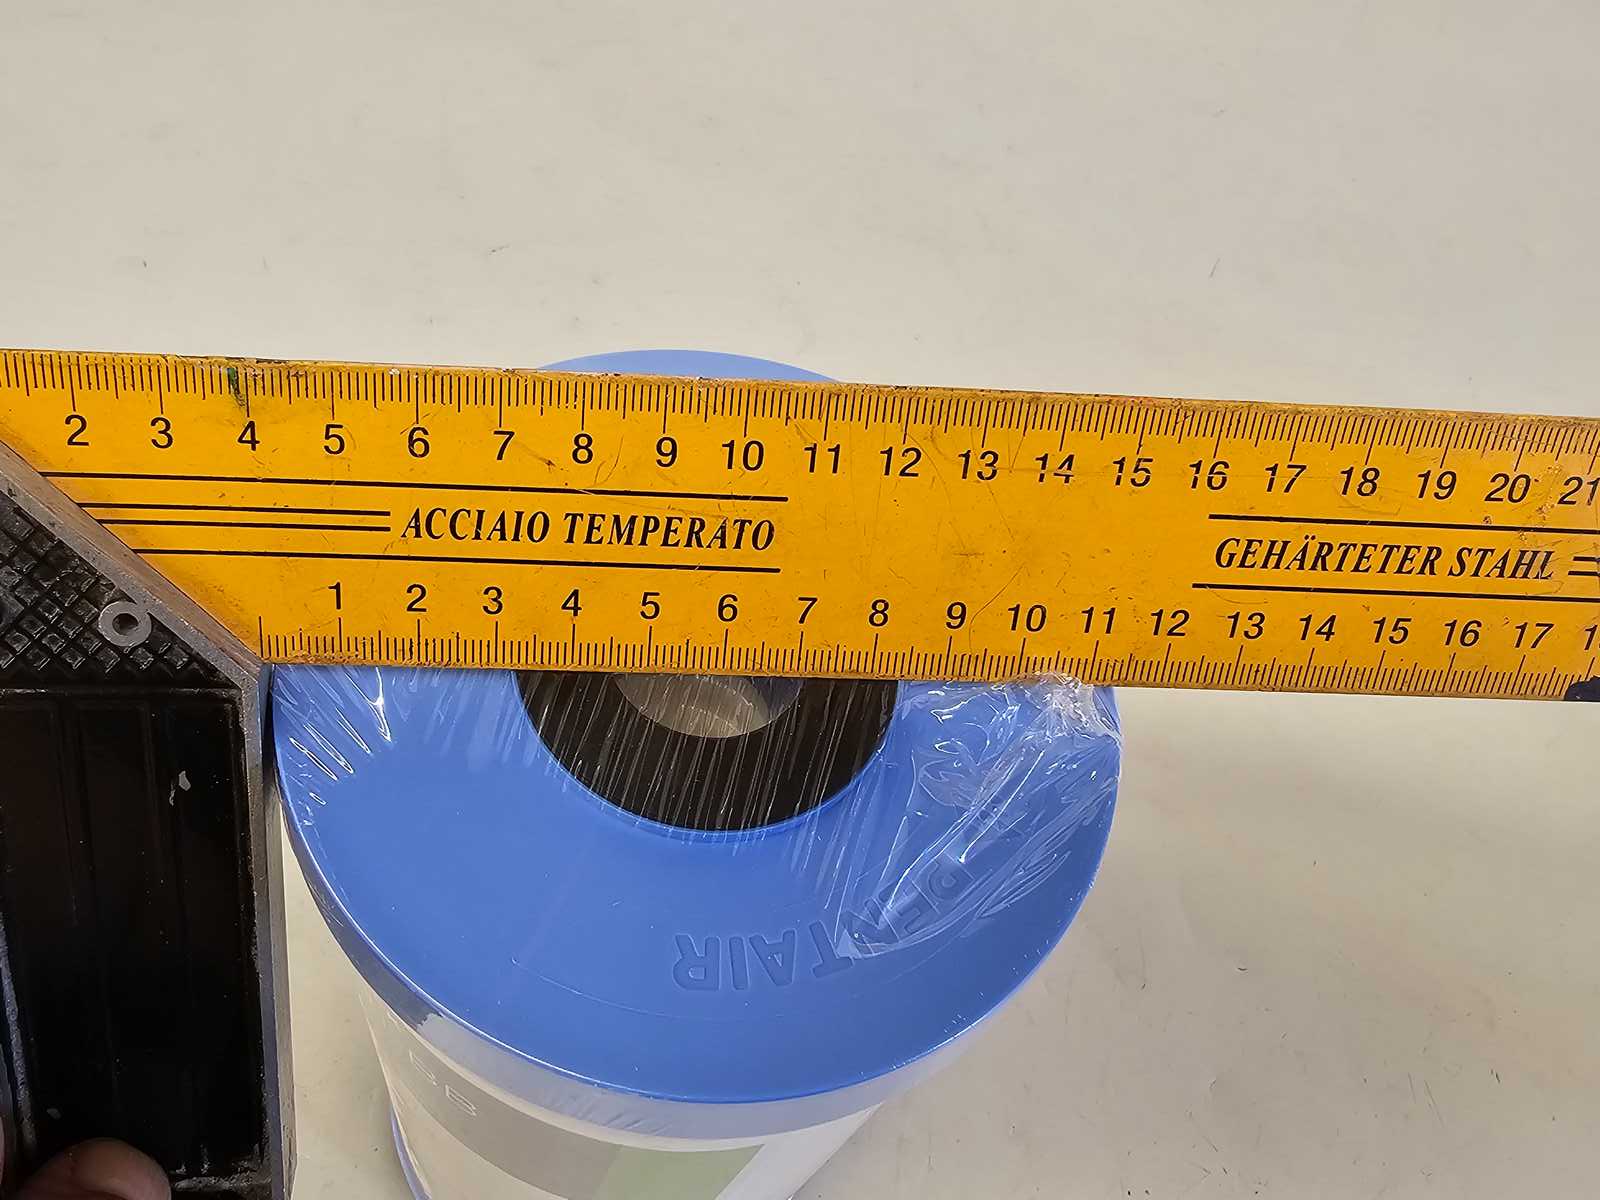 2 3 4 5 6 7 8 9 10 11 12 13 14 15 16 17 18 19 20 21
ACCIAIO TEMPERATO
GEHÄRTETER STAHL
1 2 3 4 5 6 7 8 9 10 11 12 13 14 15 16 17
PENTAIR